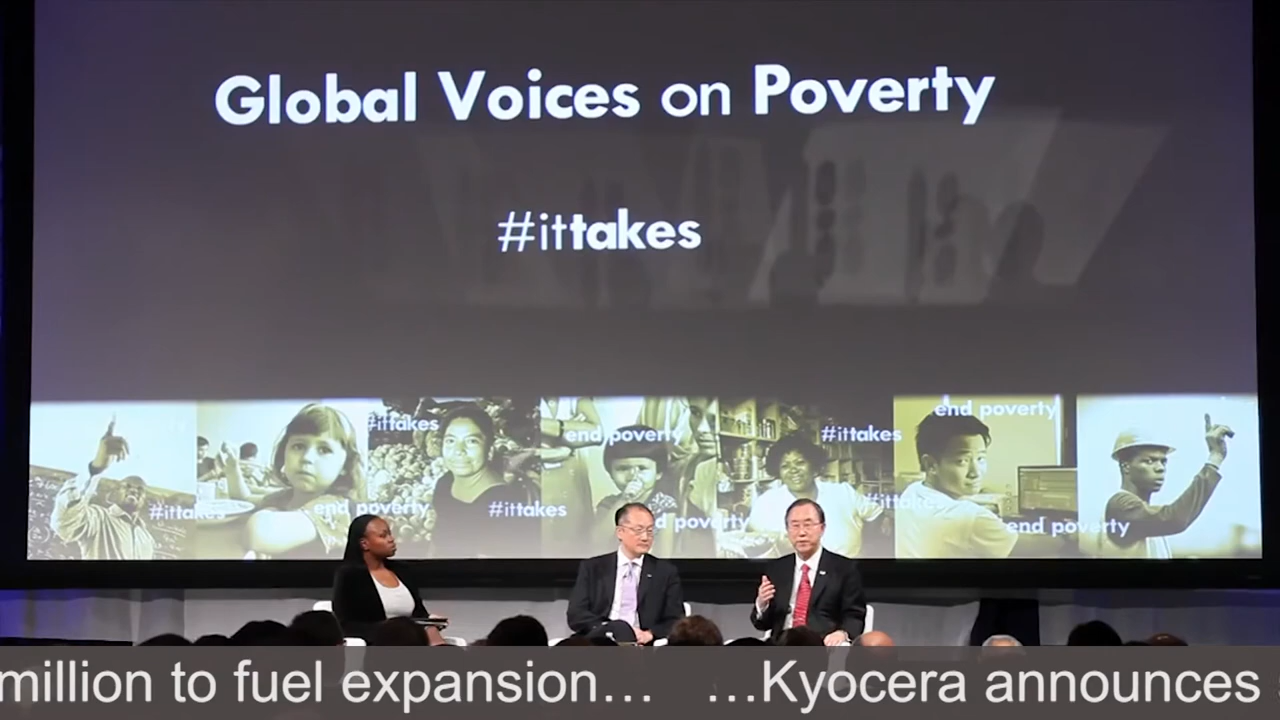 Global Voices on Poverty
#ittakes
end poverty
#ittakes
end poverty
#ittakes
#ittakes
end poverty
#ittakes
#ittakes
d poverty
#ittakes
end poverty
million to fuel expansion… …Kyocera announces